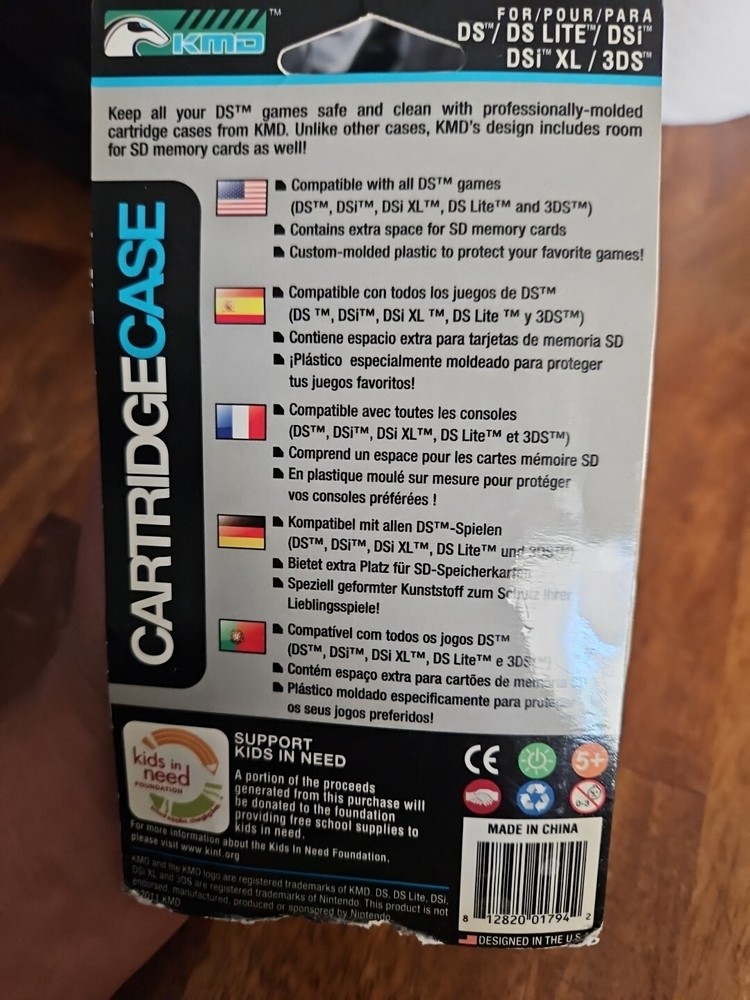 KMD™
FOR/POUR/PARA
DS™/ DS LITE™/ DSi™
DSi™ XL / 3DS™
Keep all your DS™ games safe and clean with professionally-molded
cartridge cases from KMD. Unlike other cases, KMD's design includes room
for SD memory cards as well!
CARTRIDGECASE
Compatible with all DS™ games
(DS™, DSi™, DSi XL™, DS Lite™ and 3DS™)
Contains extra space for SD memory cards
Custom-molded plastic to protect your favorite games!
Compatible con todos los juegos de DS™
(DS ™, DSi™, DSi XL ™, DS Lite ™ y 3DS™)
Contiene espacio extra para tarjetas de memoria SD
¡Plástico especialmente moldeado para proteger
tus juegos favoritos!
Compatible avec toutes les consoles
(DS™, DSi™, DSi XL™, DS Lite™ et 3DS™)
Comprend un espace pour les cartes mémoire SD
En plastique moulé sur mesure pour protéger
vos consoles préférées !
Kompatibel mit allen DS™-Spielen
(DS™, DSi™, DSi XL™, DS Lite™ und 3DS™)
Bietet extra Platz für SD-Speicherkarten
Speziell geformter Kunststoff zum Schutz Ihrer
Lieblingsspiele!
Compatível com todos os jogos DS™
(DS™, DSi™, DSi XL™, DS Lite™ e 3DS™)
Contém espaço extra para cartões de memória SD
Plástico moldado especificamente para proteger
os seus jogos preferidos!
kids in
need
FOUNDATION
SUPPORT
KIDS IN NEED
A portion of the proceeds
generated from this purchase will
be donated to the foundation
providing free school supplies to
kids in need.
For more information about the Kids In Need Foundation,
please visit www.kinf.org
KMD and the KMD logo are registered trademarks of KMD. DS, DS Lite, DSi,
DSi XL and 3DS are registered trademarks of Nintendo. This product is not
endorsed, manufactured, produced or sponsored by Nintendo.
©2011 KMD
CE
5+
0-3
MADE IN CHINA
8 12820 01794 2
DESIGNED IN THE U.S.